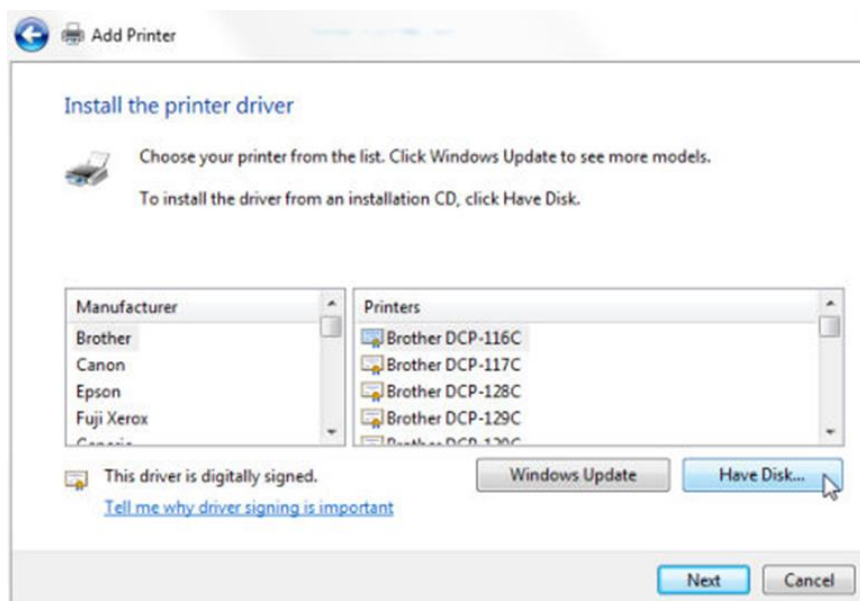 Add Printer
Install the printer driver
Choose your printer from the list. Click Windows Update to see more models.
To install the driver from an installation CD, click Have Disk.
Manufacturer
Brother
Canon
Epson
Fuji Xerox
Generic
Printers
Brother DCP-116C
Brother DCP-117C
Brother DCP-128C
Brother DCP-129C
This driver is digitally signed.
Tell me why driver signing is important
Windows Update
Have Disk...
Next
Cancel